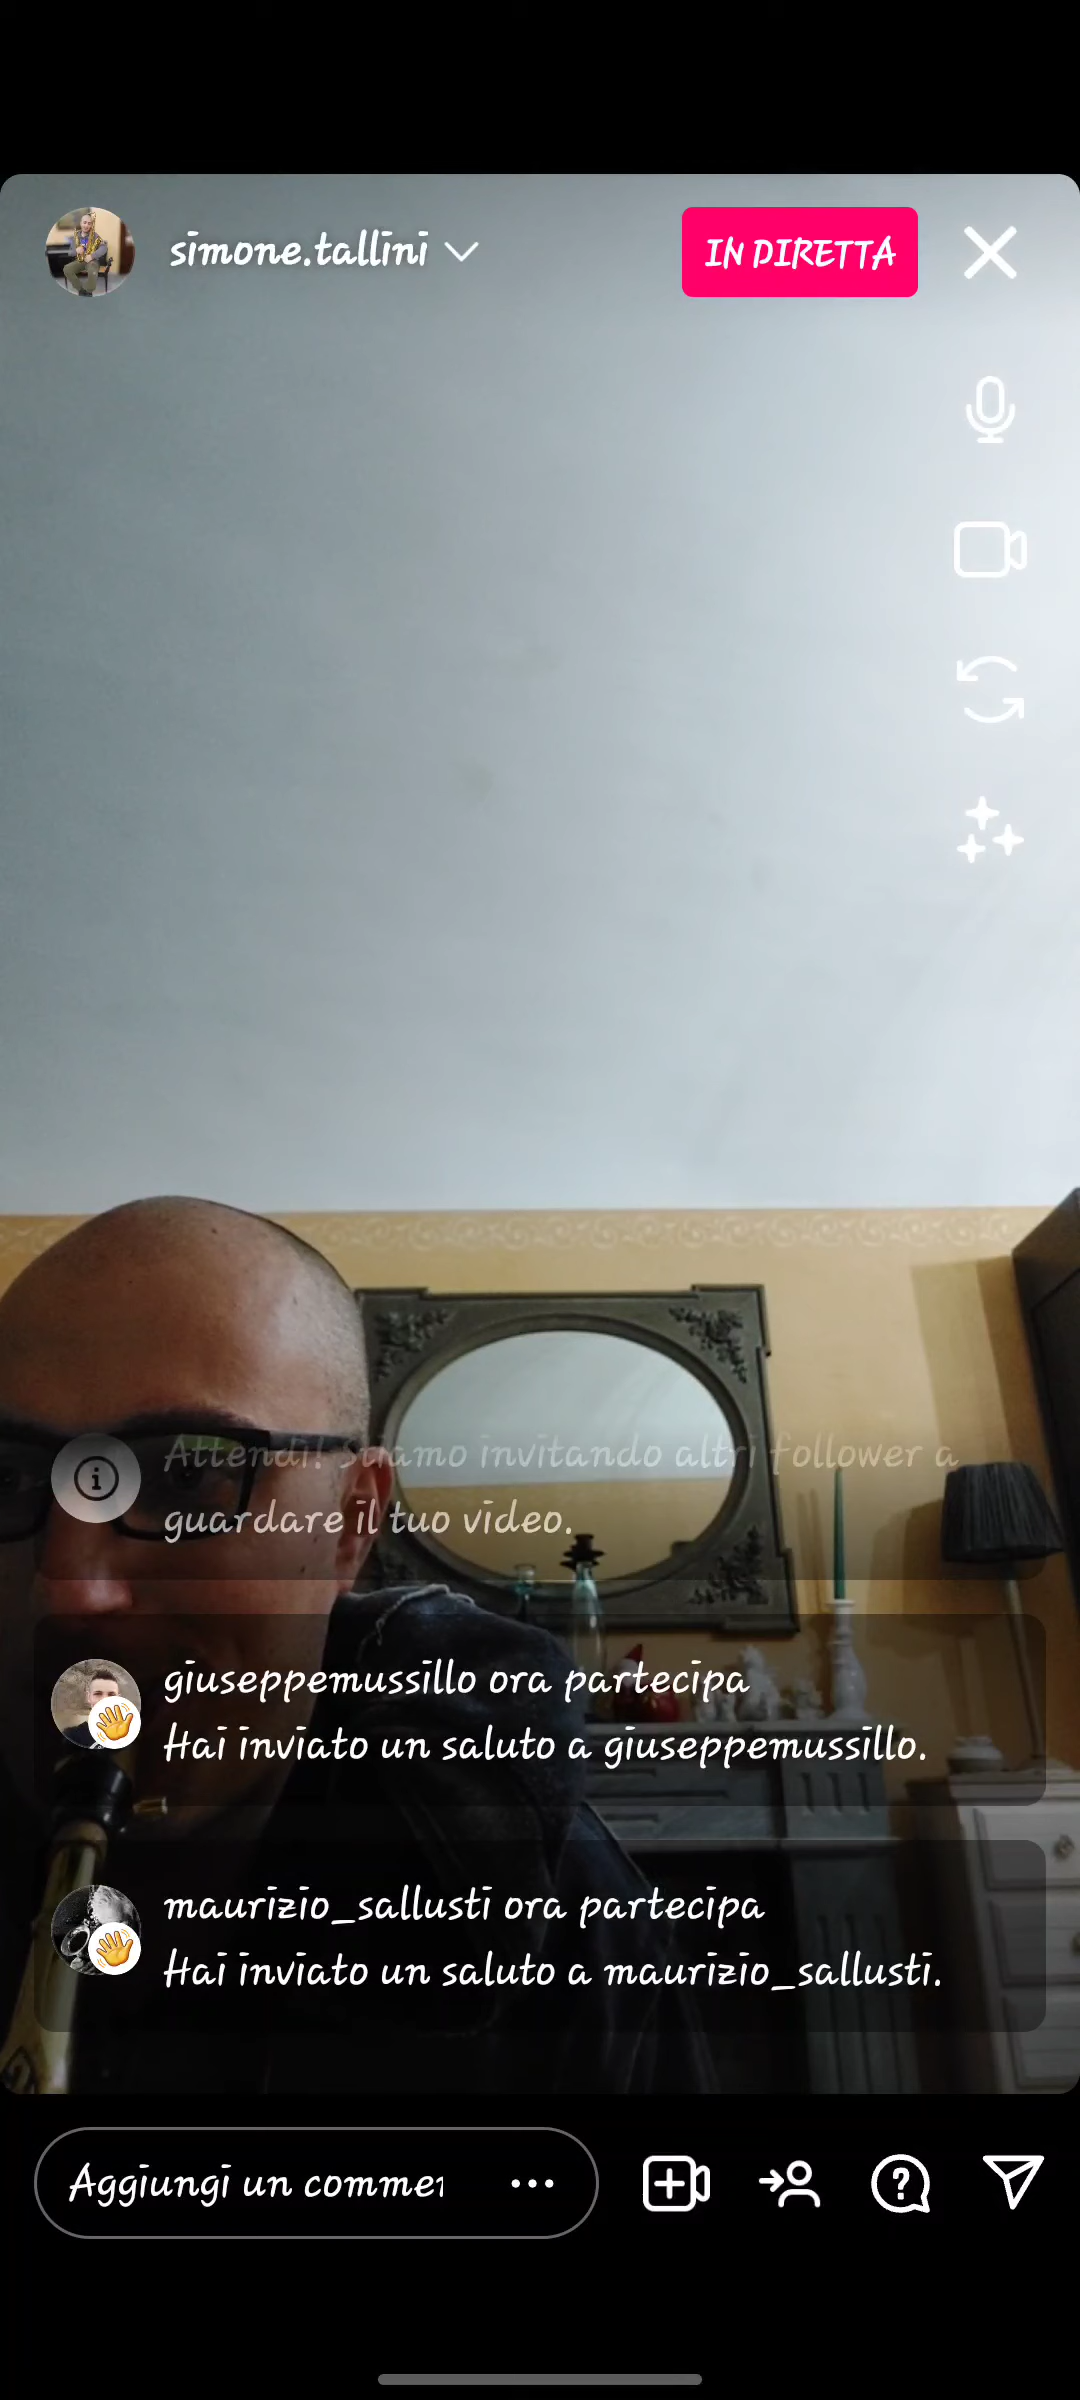 simone.tallini
IN DIRETTA
Attendi! Stiamo invitando altri follower a
guardare il tuo video.
giuseppemussillo ora partecipa
Hai inviato un saluto a giuseppemussillo.
maurizio_sallusti ora partecipa
Hai inviato un saluto a maurizio_sallusti.
Aggiungi un commen